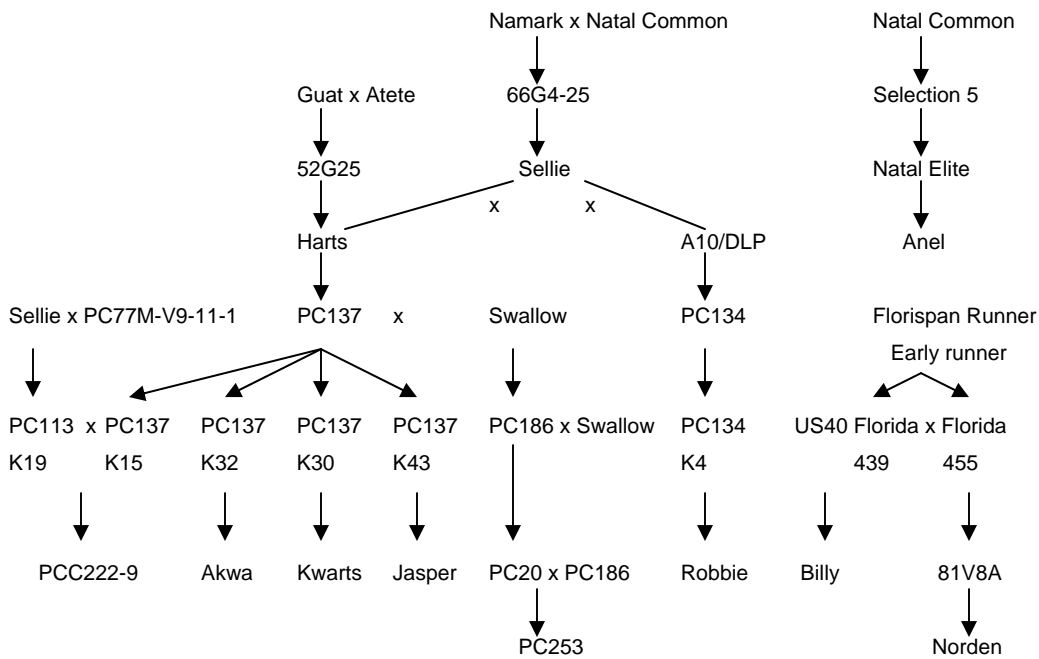 Namark x Natal Common Natal Common
Guat x Atete 66G4-25 Selection 5
52G25 Sellie Natal Elite
x x
Harts A10/DLP Anel
Sellie x PC77M-V9-11-1 PC137 x Swallow PC134 Florispan Runner
Early runner
PC113 x PC137 PC137 PC137 PC137 PC186 x Swallow PC134 US40 Florida x Florida
K19 K15 K32 K30 K43 K4 439 455
PCC222-9 Akwa Kwarts Jasper PC20 x PC186 Robbie Billy 81V8A
PC253 Norden